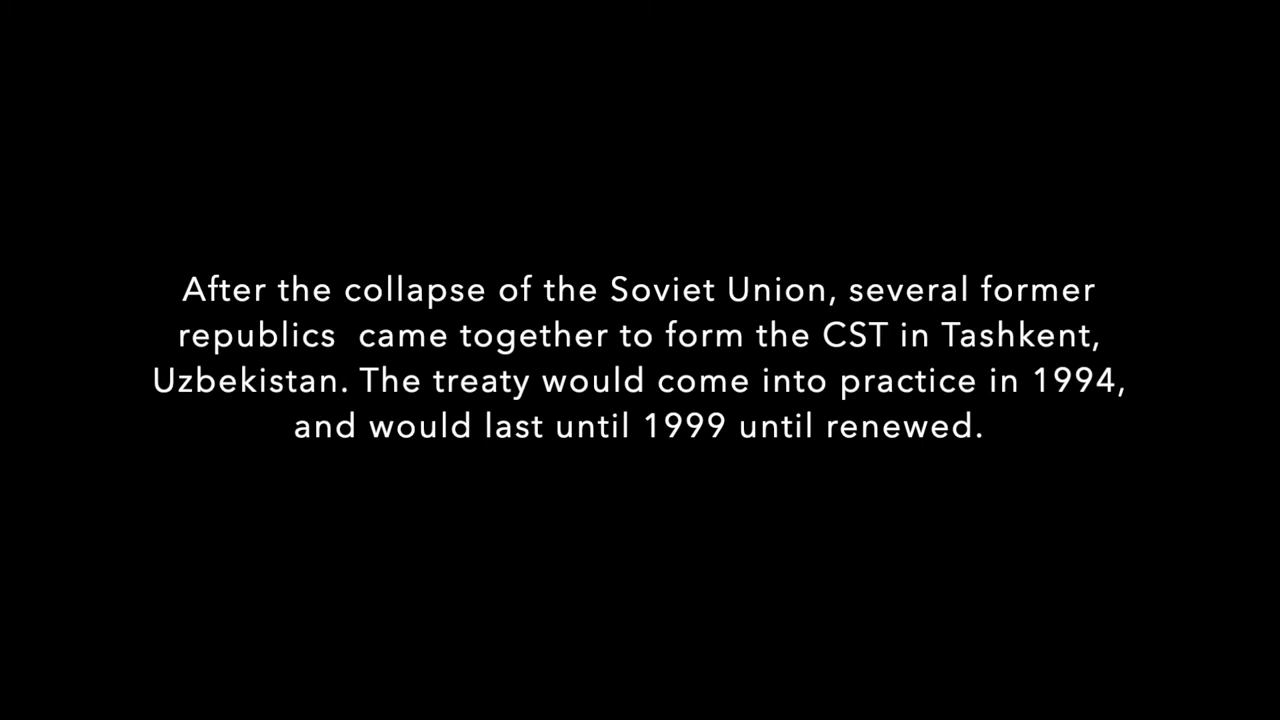 After the collapse of the Soviet Union, several former
republics  came together to form the CST in Tashkent,
Uzbekistan. The treaty would come into practice in 1994,
and would last until 1999 until renewed.